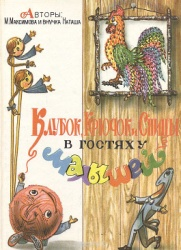 АВТОРЫ:
М.МАКСИМОВА И ВНУЧКА НАТАША
КЛУБОК, КРЮЧОК И СПИЦЫ
В ГОСТЯХ У
МАЛЫШЕЙ